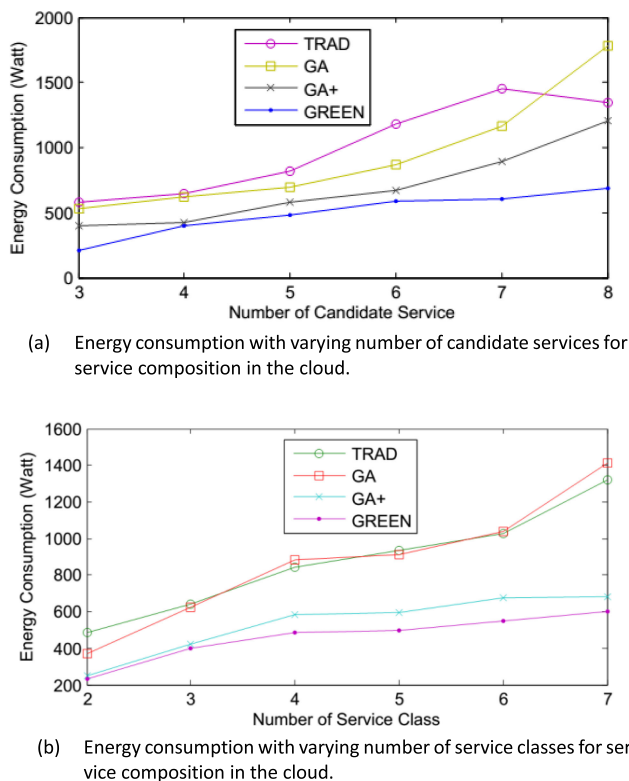 2000
1500
1000
500
0
Energy Consumption (Watt)
TRAD
GA
GA+
GREEN
3 4 5 6 7 8
Number of Candidate Service
(a) Energy consumption with varying number of candidate services for
service composition in the cloud.
1600
1400
1200
1000
800
600
400
200
Energy Consumption (Watt)
TRAD
GA
GA+
GREEN
2 3 4 5 6 7
Number of Service Class
(b) Energy consumption with varying number of service classes for ser
vice composition in the cloud.